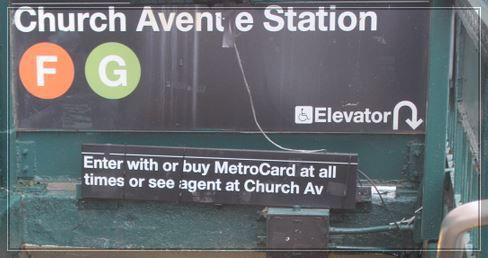 Church Avent e Station
F G
Elevator
Enter with or buy MetroCard at all
times or see agent at Church Av